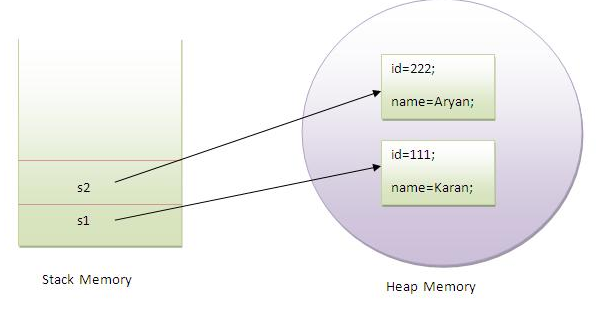 id=222;
name=Aryan;
id=111;
name=Karan;
s2
s1
Stack Memory
Heap Memory